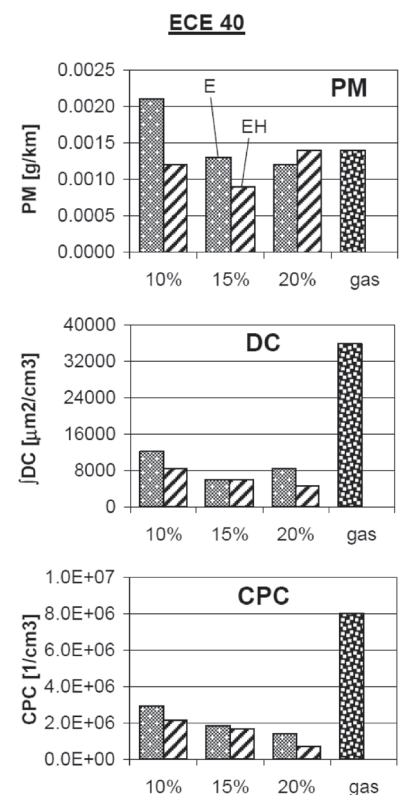 ECE 40
PM
PM [g/km]
0.0025
0.0020
0.0015
0.0010
0.0005
0.0000
E
EH
10% 15% 20% gas
DC
∫DC [µm2/cm3]
40000
32000
24000
16000
8000
0
10% 15% 20% gas
CPC
CPC [1/cm3]
1.0E+07
8.0E+06
6.0E+06
4.0E+06
2.0E+06
0.0E+00
10% 15% 20% gas